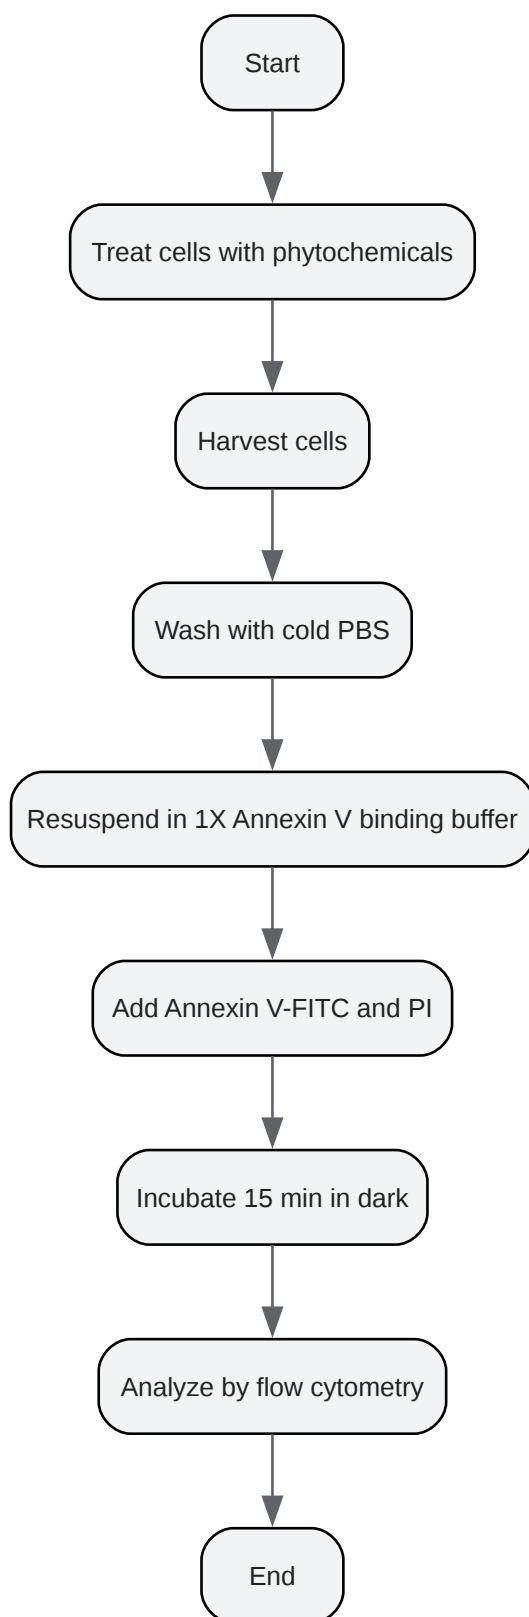 Start
Treat cells with phytochemicals
Harvest cells
Wash with cold PBS
Resuspend in 1X Annexin V binding buffer
Add Annexin V-FITC and PI
Incubate 15 min in dark
Analyze by flow cytometry
End